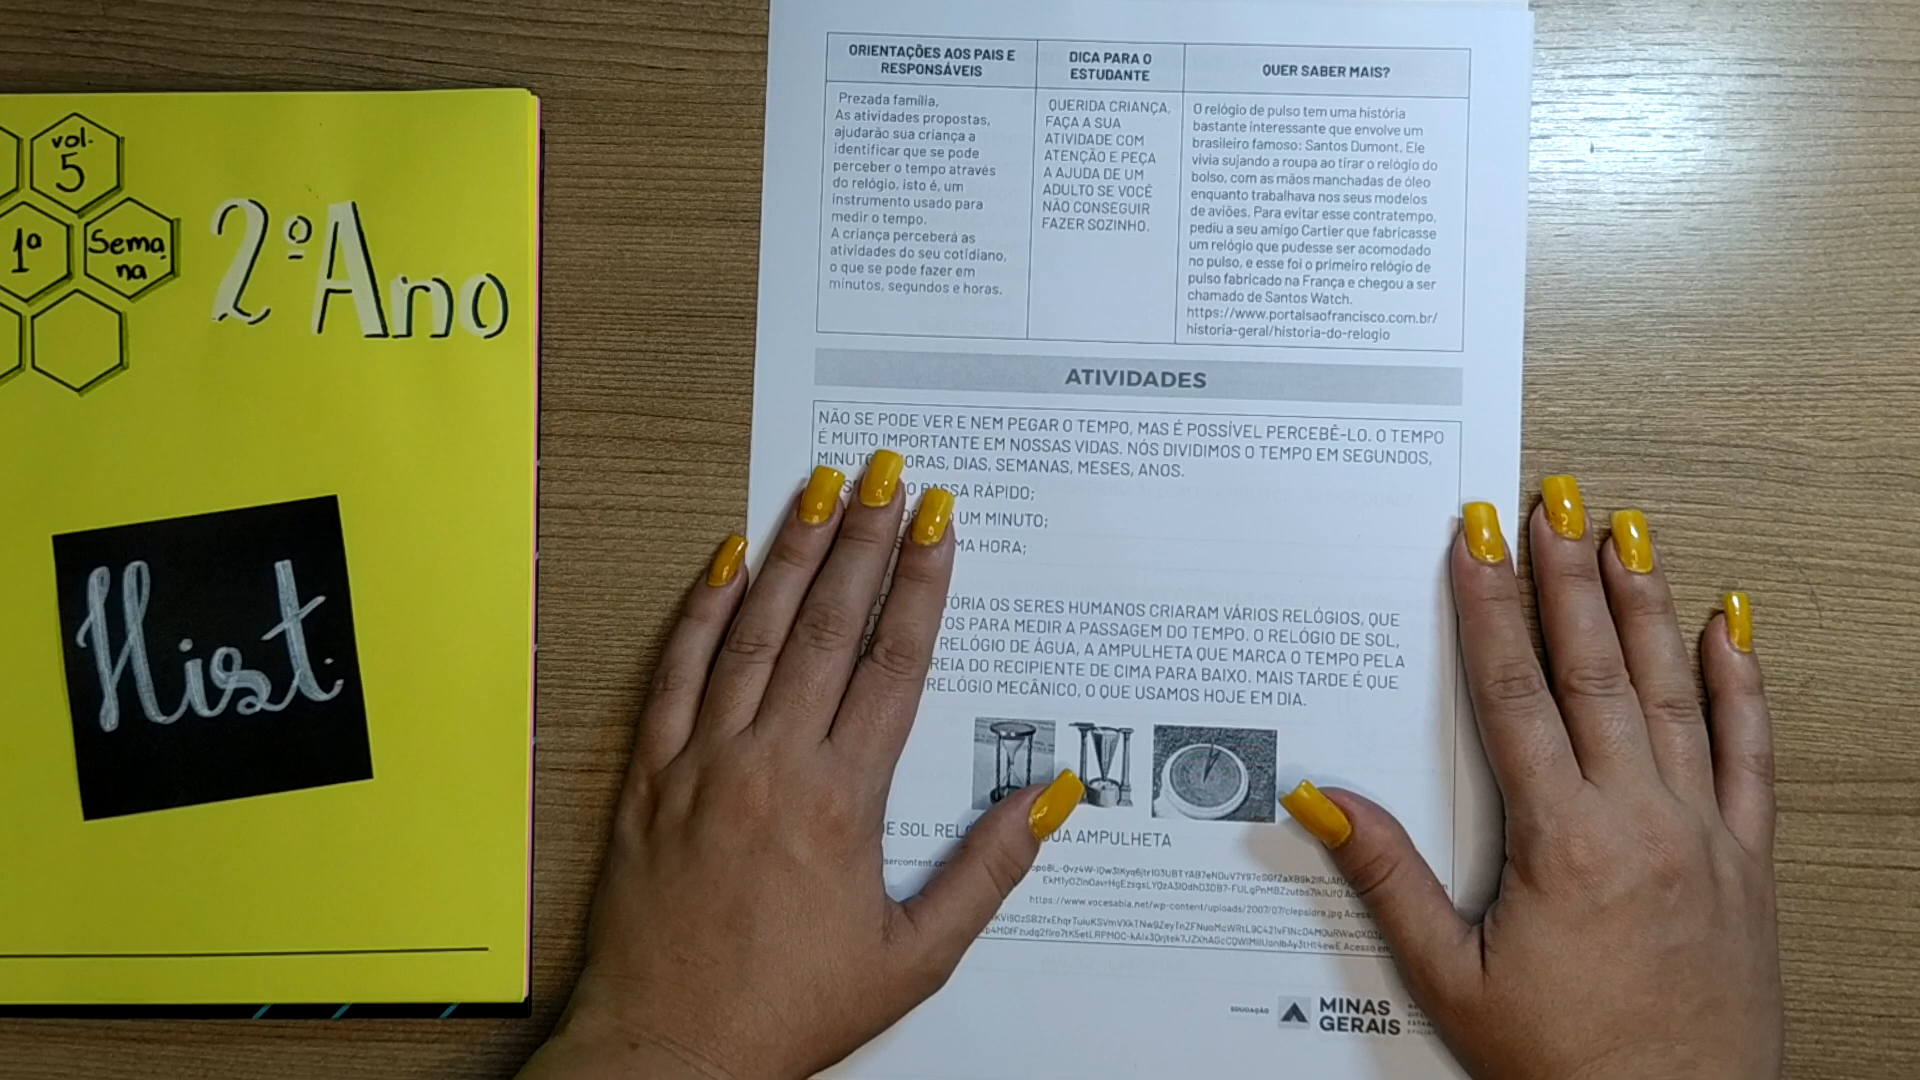 vol.
5
1ª
Sema
na
2º Ano
Hist.
ORIENTAÇÕES AOS PAIS E
RESPONSÁVEIS
Prezada família,
As atividades propostas,
ajudarão sua criança a
identificar que se pode
perceber o tempo através
do relógio, isto é, um
instrumento usado para
medir o tempo.
A criança perceberá as
atividades do seu cotidiano,
o que se pode fazer em
minutos, segundos e horas.
DICA PARA O
ESTUDANTE
QUERIDA CRIANÇA,
FAÇA A SUA
ATIVIDADE COM
ATENÇÃO E PEÇA
A AJUDA DE UM
ADULTO SE VOCÊ
NÃO CONSEGUIR
FAZER SOZINHO.
QUER SABER MAIS?
O relógio de pulso tem uma história
bastante interessante que envolve um
brasileiro famoso: Santos Dumont. Ele
vivia sujando a roupa ao tirar o relógio do
bolso, com as mãos manchadas de óleo
enquanto trabalhava nos seus modelos
de aviões. Para evitar esse contratempo,
pediu a seu amigo Cartier que fabricasse
um relógio que pudesse ser acomodado
no pulso, e esse foi o primeiro relógio de
pulso fabricado na França e chegou a ser
chamado de Santos Watch.
https://www.portalsaofrancisco.com.br/
historia-geral/historia-do-relogio
ATIVIDADES
NÃO SE PODE VER E NEM PEGAR O TEMPO, MAS É POSSÍVEL PERCEBÊ-LO. O TEMPO
É MUITO IMPORTANTE EM NOSSAS VIDAS. NÓS DIVIDIMOS O TEMPO EM SEGUNDOS,
DIAS, SEMANAS, MESES, ANOS.
RÁPIDO;
UM MINUTO;
HORA;
OS SERES HUMANOS CRIARAM VÁRIOS RELÓGIOS, QUE
PARA MEDIR A PASSAGEM DO TEMPO. O RELÓGIO DE SOL,
RELÓGIO DE ÁGUA, A AMPULHETA QUE MARCA O TEMPO PELA
DO RECIPIENTE DE CIMA PARA BAIXO. MAIS TARDE É QUE
RELÓGIO MECÂNICO, O QUE USAMOS HOJE EM DIA.
DE SOL AMPULHETA
https://www.vocesabia.net/wp-content/uploads/2007/07/clepsidra.jpg
EDUCAÇÃO
MINAS
GERAIS